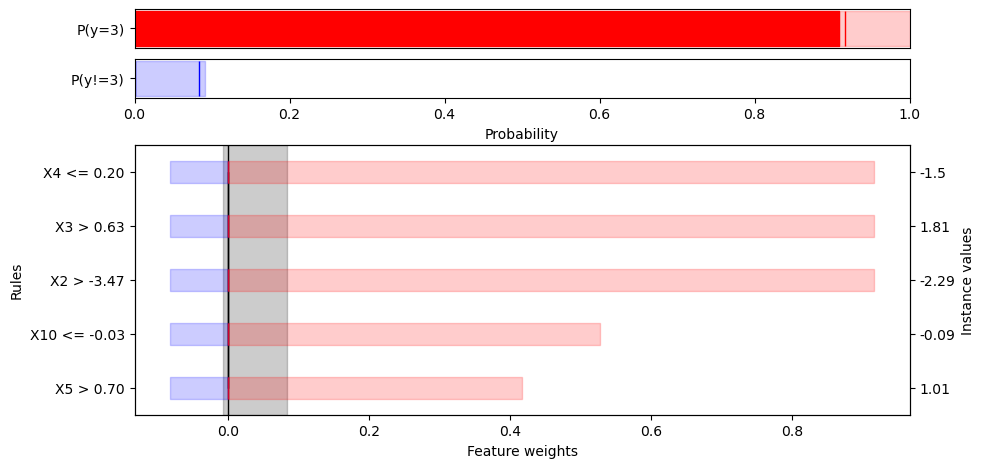 P(y=3)
P(y!=3)
0.0 0.2 0.4 0.6 0.8 1.0
Probability
X4 <= 0.20 -1.5
X3 > 0.63 1.81
X2 > -3.47 -2.29
X10 <= -0.03 -0.09
X5 > 0.70 1.01
Rules
Instance values
0.0 0.2 0.4 0.6 0.8
Feature weights